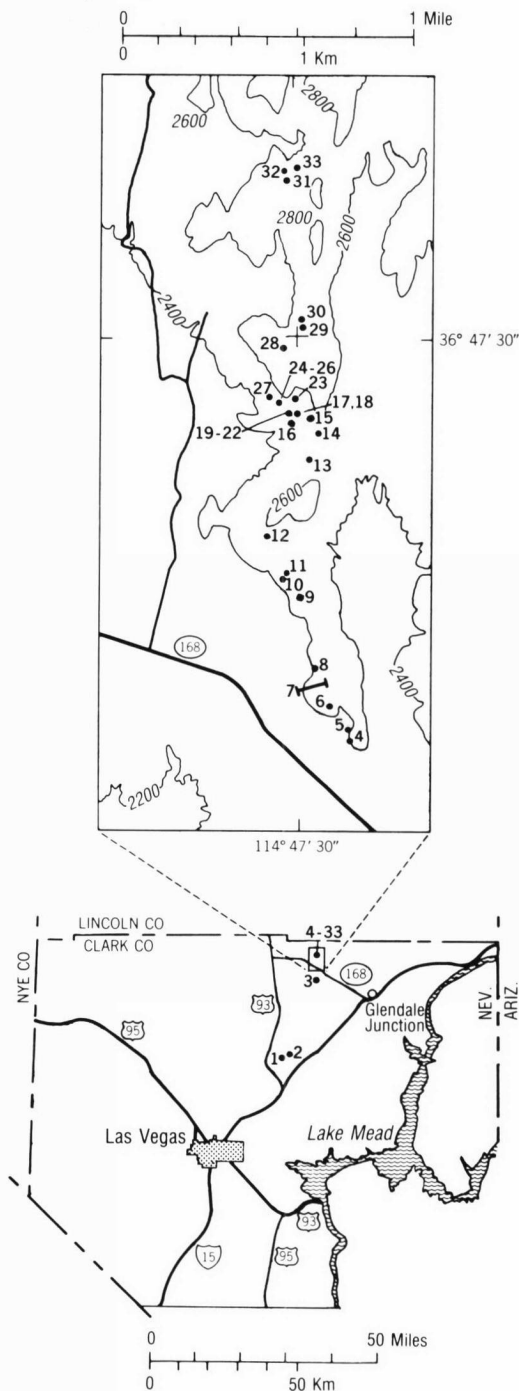 0 1 Mile
0 1 Km
2600
2800
32
33
31
2800
2600
2400
30
29
28
36° 47' 30"
24-26
27
23
17,18
19-22
15
16
14
13
2600
12
11
10
9
168
8
7
2400
6
5
4
2200
114° 47' 30"
LINCOLN CO
CLARK CO
4-33
NYE CO
93
168
3
Glendale
Junction
NEV.
ARIZ.
95
1
2
Las Vegas
Lake Mead
93
15
95
0 50 Miles
0 50 Km